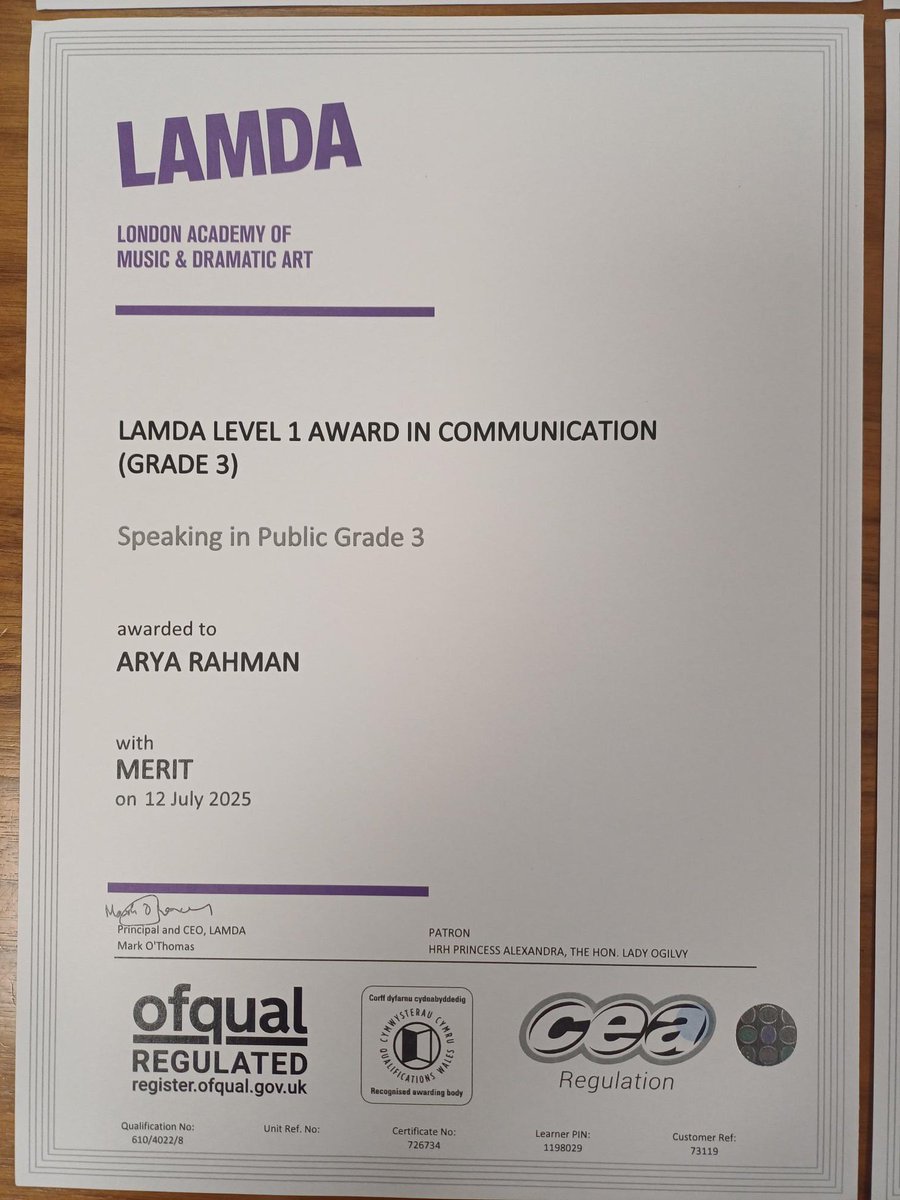 LAMDA
LONDON ACADEMY OF
MUSIC & DRAMATIC ART
LAMDA LEVEL 1 AWARD IN COMMUNICATION
(GRADE 3)
Speaking in Public Grade 3
awarded to
ARYA RAHMAN
with
MERIT
on 12 July 2025
Principal and CEO, LAMDA
Mark O'Thomas
PATRON
HRH PRINCESS ALEXANDRA, THE HON. LADY OGILVY
ofqual
REGULATED
register.ofqual.gov.uk
Corff dyfarnu cydnabyddedig
CYMWYSTERAU CYMRU
QUALIFICATIONS WALES
Recognised awarding body
cea
Regulation
Qualification No:
610/4022/8
Unit Ref. No:
Certificate No:
726734
Learner PIN:
1198029
Customer Ref:
73119